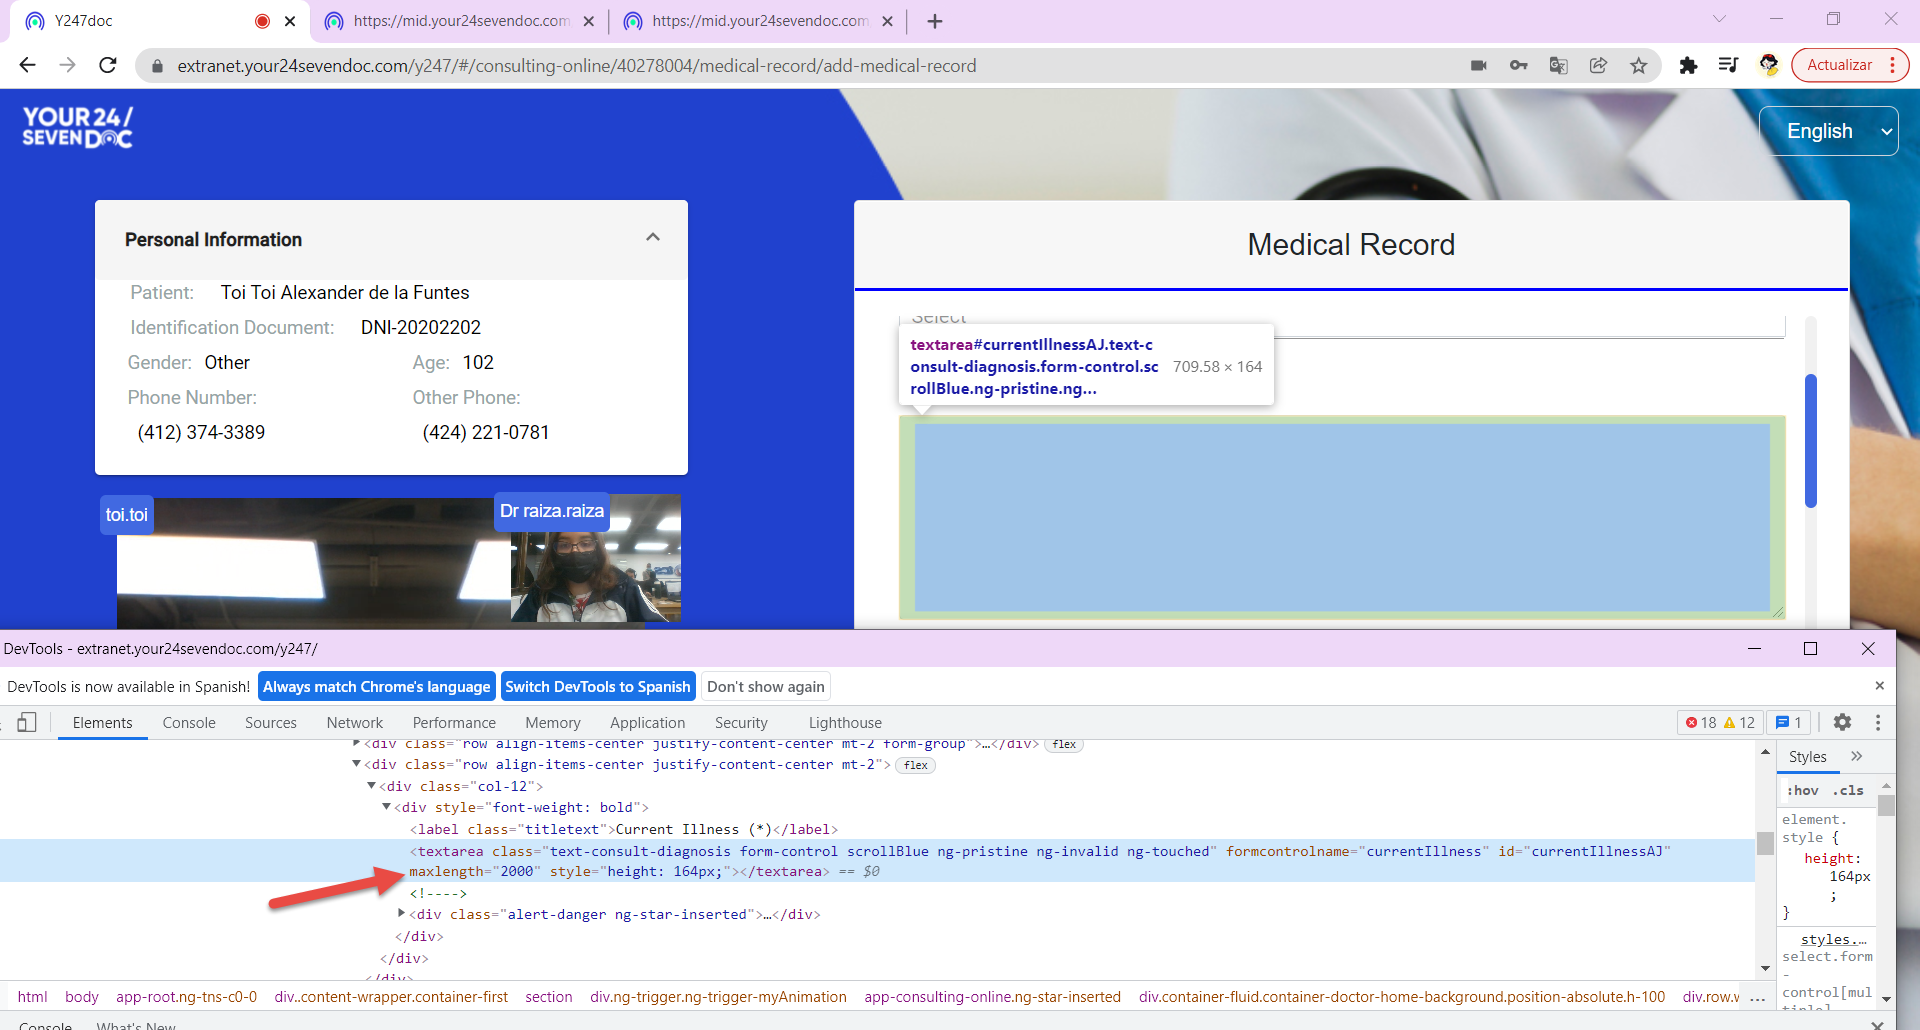 Y247doc
https://mid.your24sevendoc.com
https://mid.your24sevendoc.com
extranet.your24sevendoc.com/y247/#/consulting-online/40278004/medical-record/add-medical-record
Actualizar
YOUR 24/
SEVEN DOC
English
Personal Information
Patient: Toi Toi Alexander de la Funtes
Identification Document: DNI-20202202
Gender: Other Age: 102
Phone Number: Other Phone:
(412) 374-3389 (424) 221-0781
toi.toi
Dr raiza.raiza
Medical Record
Select
textarea#currentIllnessAJ.text-c
onsult-diagnosis.form-control.sc
rollBlue.ng-pristine.ng...
709.58 × 164
DevTools - extranet.your24sevendoc.com/y247/
DevTools is now available in Spanish! Always match Chrome's language Switch DevTools to Spanish Don't show again
Elements Console Sources Network Performance Memory Application Security Lighthouse 18 12 1
<div class="row align-items-center justify-content-center mt-2 form-group">…</div> flex
<div class="row align-items-center justify-content-center mt-2"> flex
<div class="col-12">
<div style="font-weight: bold">
<label class="titletext">Current Illness (*)</label>
<textarea class="text-consult-diagnosis form-control scrollBlue ng-pristine ng-invalid ng-touched" formcontrolname="currentIllness" id="currentIllnessAJ"
maxlength="2000" style="height: 164px;"></textarea> == $0
<!---->
<div class="alert-danger ng-star-inserted">…</div>
</div>
</div>
</div>
Styles
:hov .cls
element.
style {
height:
164px
;
}
styles.…
select.form
-
control[mul
tiple]
html body app-root.ng-tns-c0-0 div..content-wrapper.container-first section div.ng-trigger.ng-trigger-myAnimation app-consulting-online.ng-star-inserted div.container-fluid.container-doctor-home-background.position-absolute.h-100 div.row.w ...
Console What's New